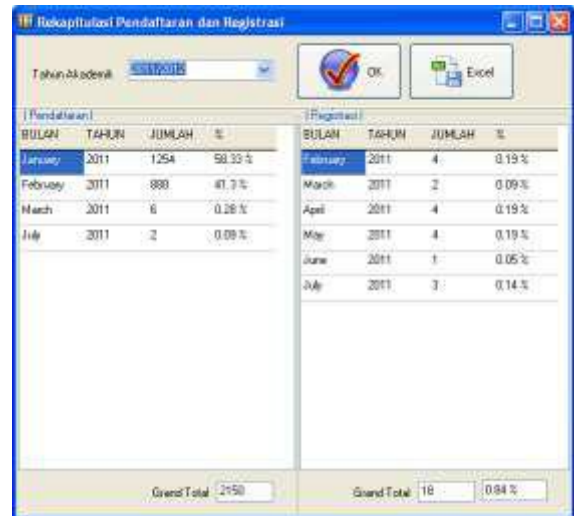 Rekapitulasi Pendaftaran dan Registrasi
Tahun Akademik
OK
Excel
[ Pendaftaran ]
BULAN TAHUN JUMLAH %
January 2011 1254 58.33 %
February 2011 888 41.3 %
March 2011 6 0.28 %
July 2011 2 0.09 %
Grand Total 2150
[ Registrasi ]
BULAN TAHUN JUMLAH %
February 2011 4 0.19 %
March 2011 2 0.09 %
April 2011 4 0.19 %
May 2011 4 0.19 %
June 2011 1 0.05 %
July 2011 3 0.14 %
Grand Total 18 0.84 %